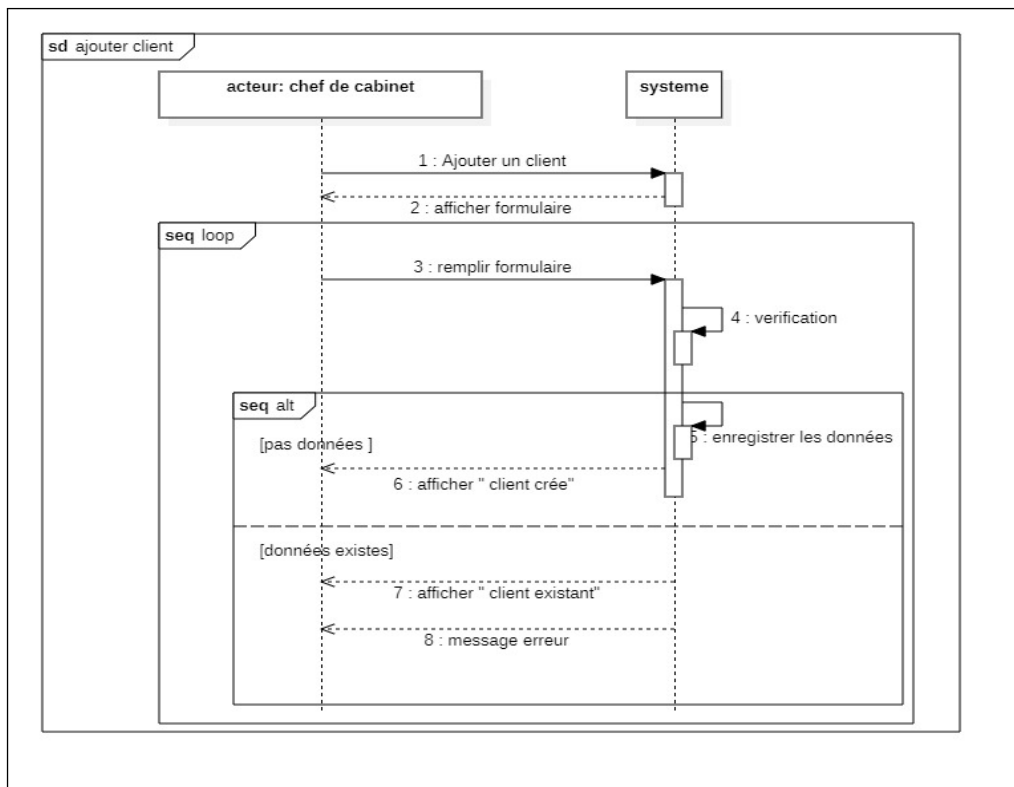 sd ajouter client
acteur: chef de cabinet
systeme
1 : Ajouter un client
2 : afficher formulaire
seq loop
3 : remplir formulaire
4 : verification
seq alt
5 : enregistrer les données
[pas données ]
6 : afficher " client crée"
[données existes]
7 : afficher " client existant"
8 : message erreur